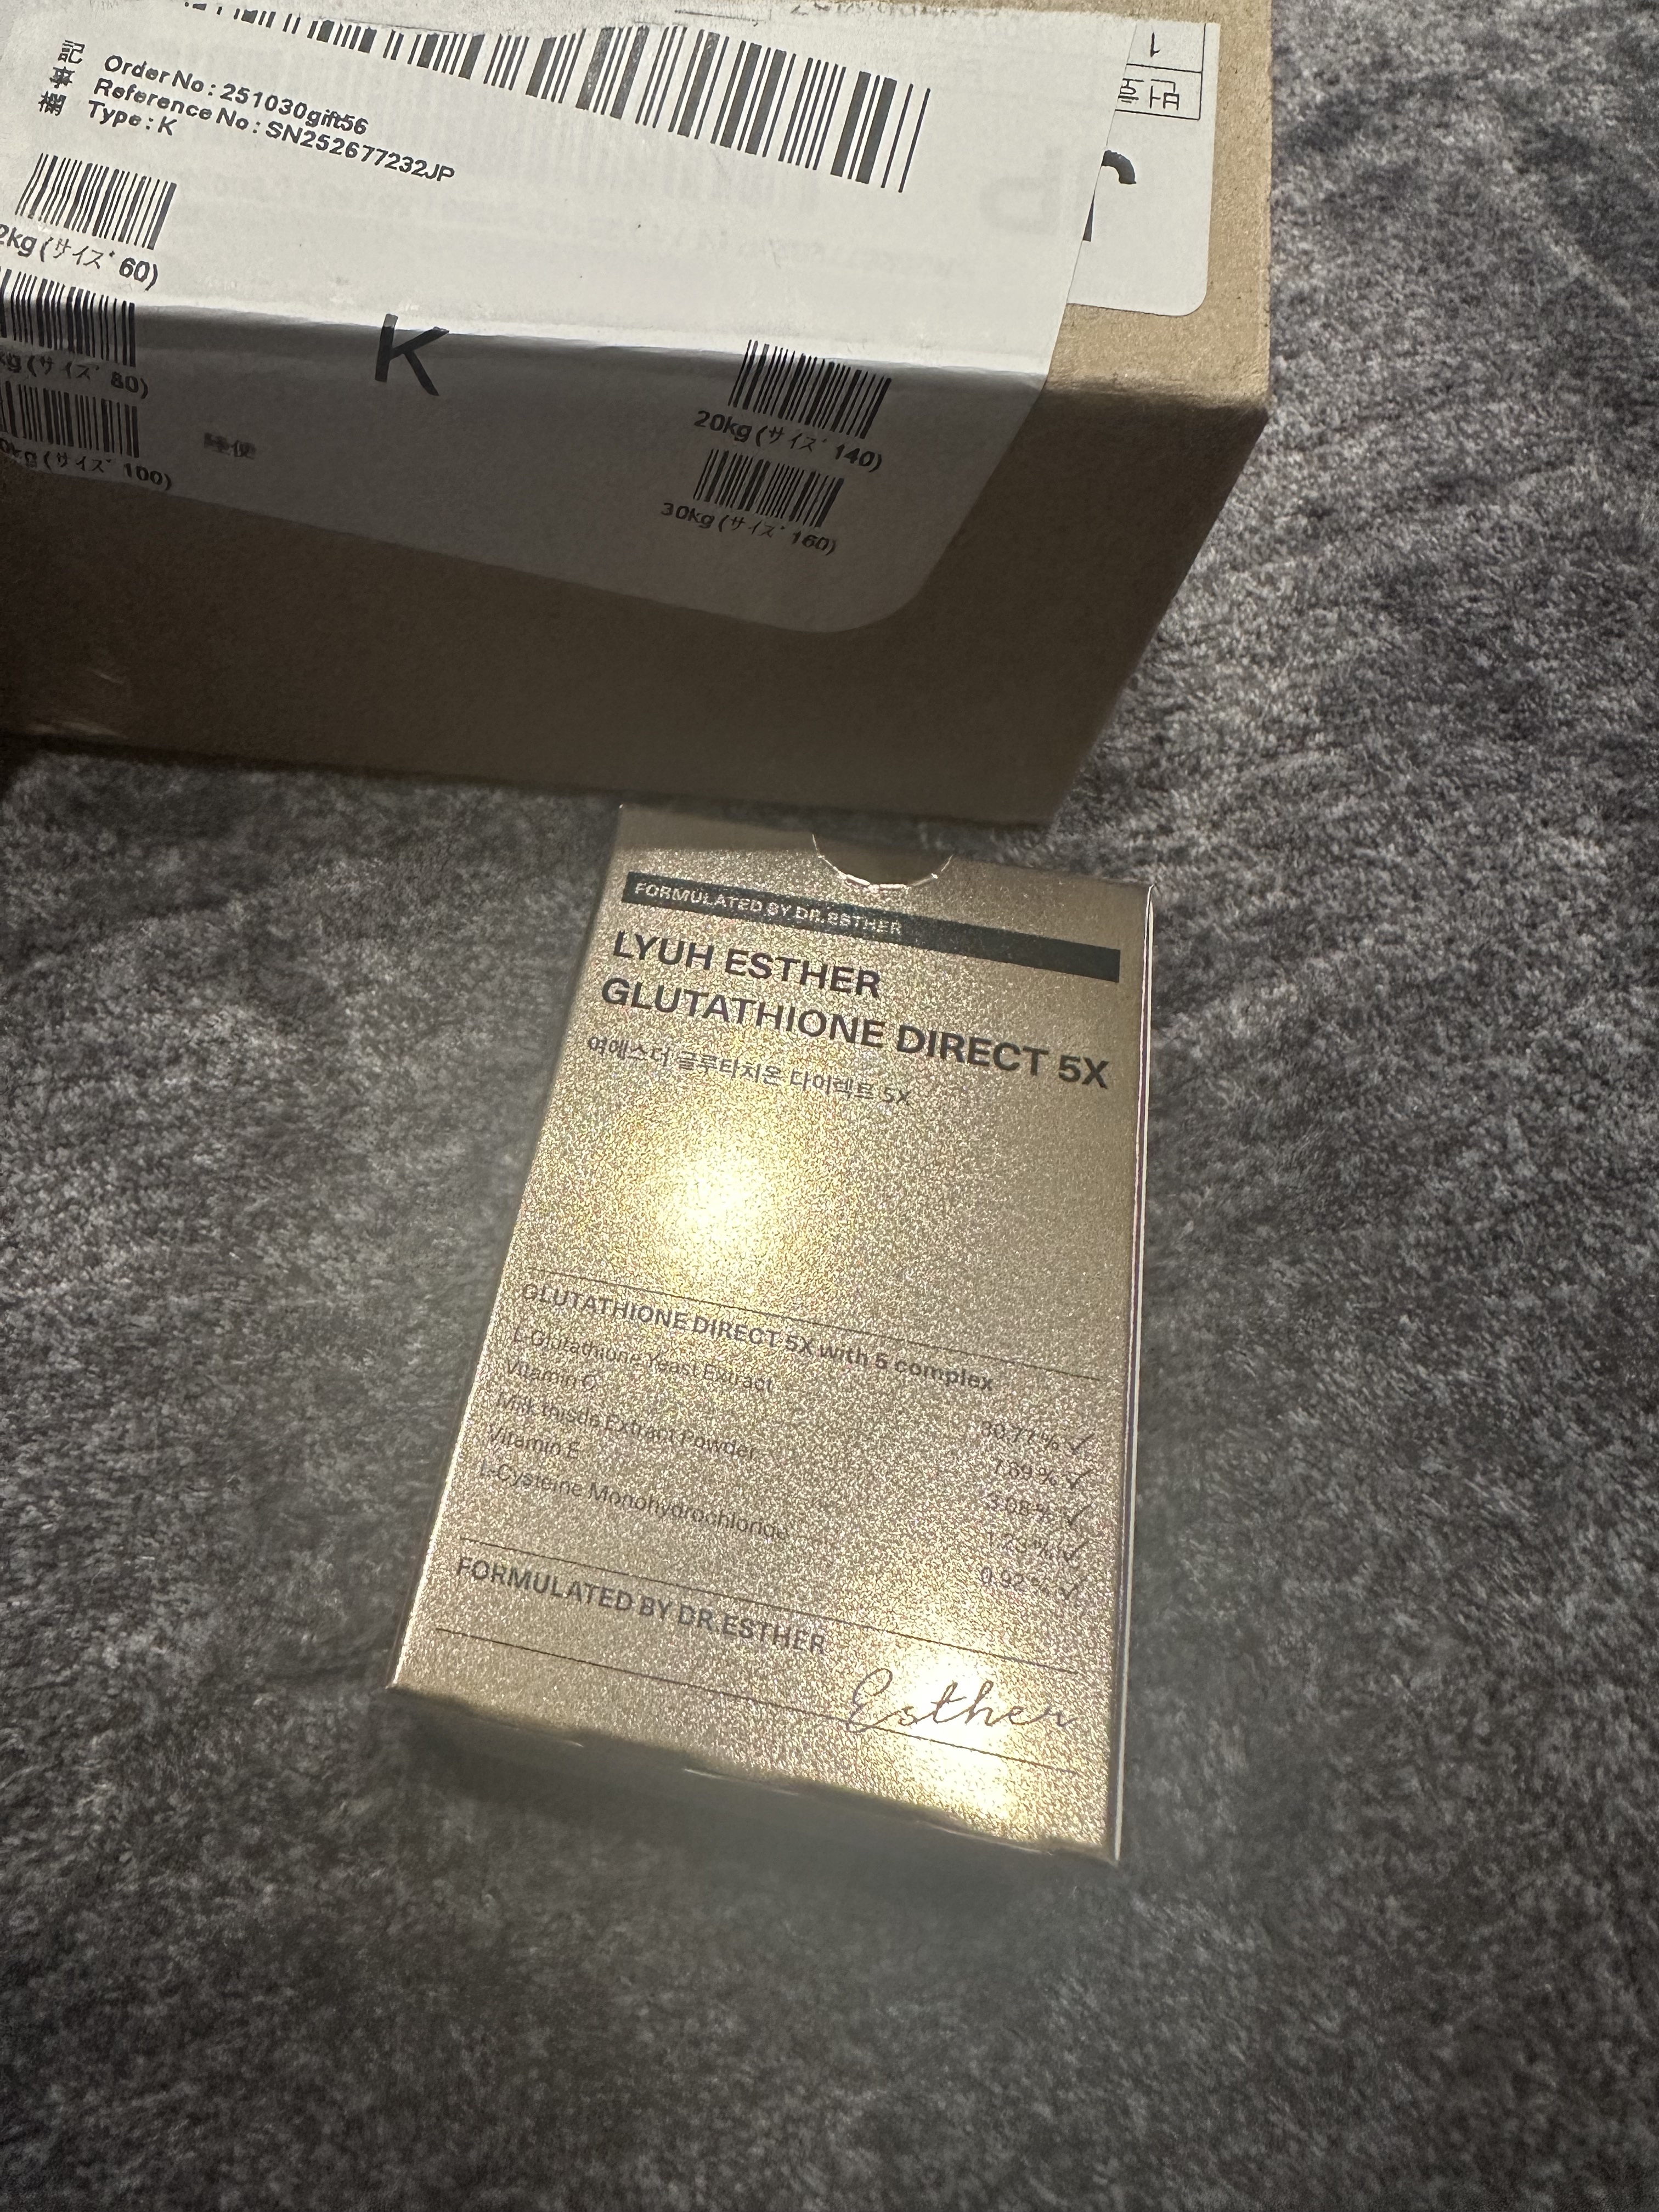 記事欄
Order No : 251030gift56
Reference No : SN252677232JP
Type : K
2kg (サイズ 60)
kg (サイズ 80)
kg (サイズ 100)
K
20kg (サイズ 140)
30kg (サイズ 160)
1
FORMULATED BY DR.ESTHER
LYUH ESTHER
GLUTATHIONE DIRECT 5X
여에스더 글루타치온 다이렉트 5X
GLUTATHIONE DIRECT 5X with 5 complex
L-Glutathione Yeast Extract 30.77% ✓
Vitamin C 7.69% ✓
Milk thistle Extract Powder 3.08% ✓
Vitamin E 1.23% ✓
L-Cysteine Monohydrochloride 0.92% ✓
FORMULATED BY DR.ESTHER
Esther